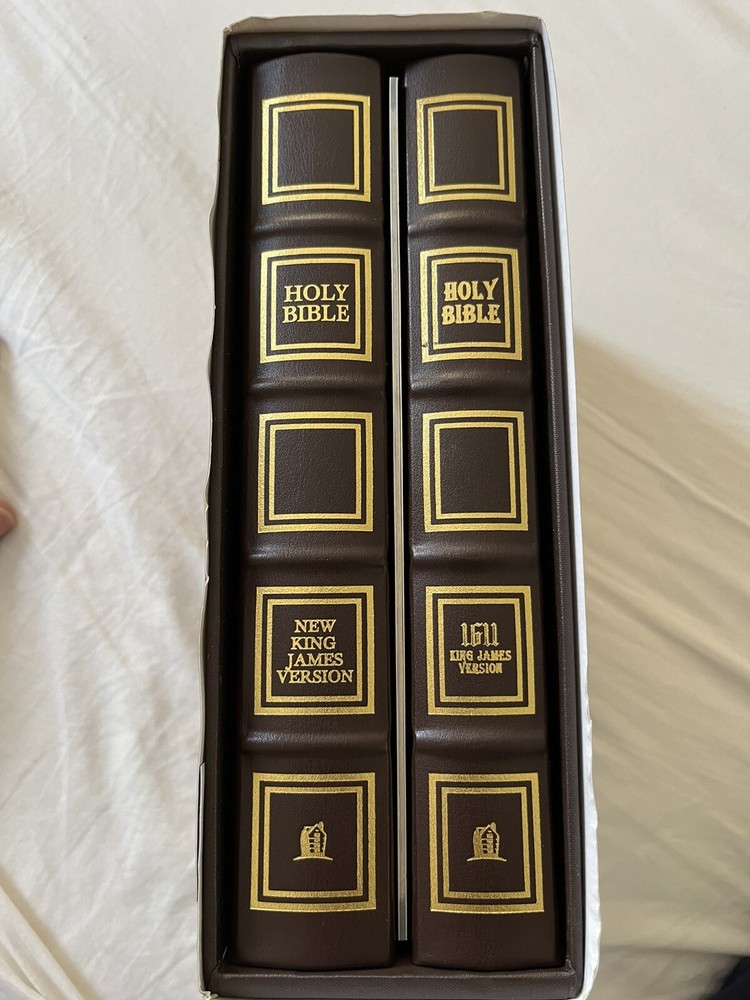 HOLY
BIBLE
NEW
KING
JAMES
VERSION
HOLY
BIBLE
1611
KING JAMES
VERSION